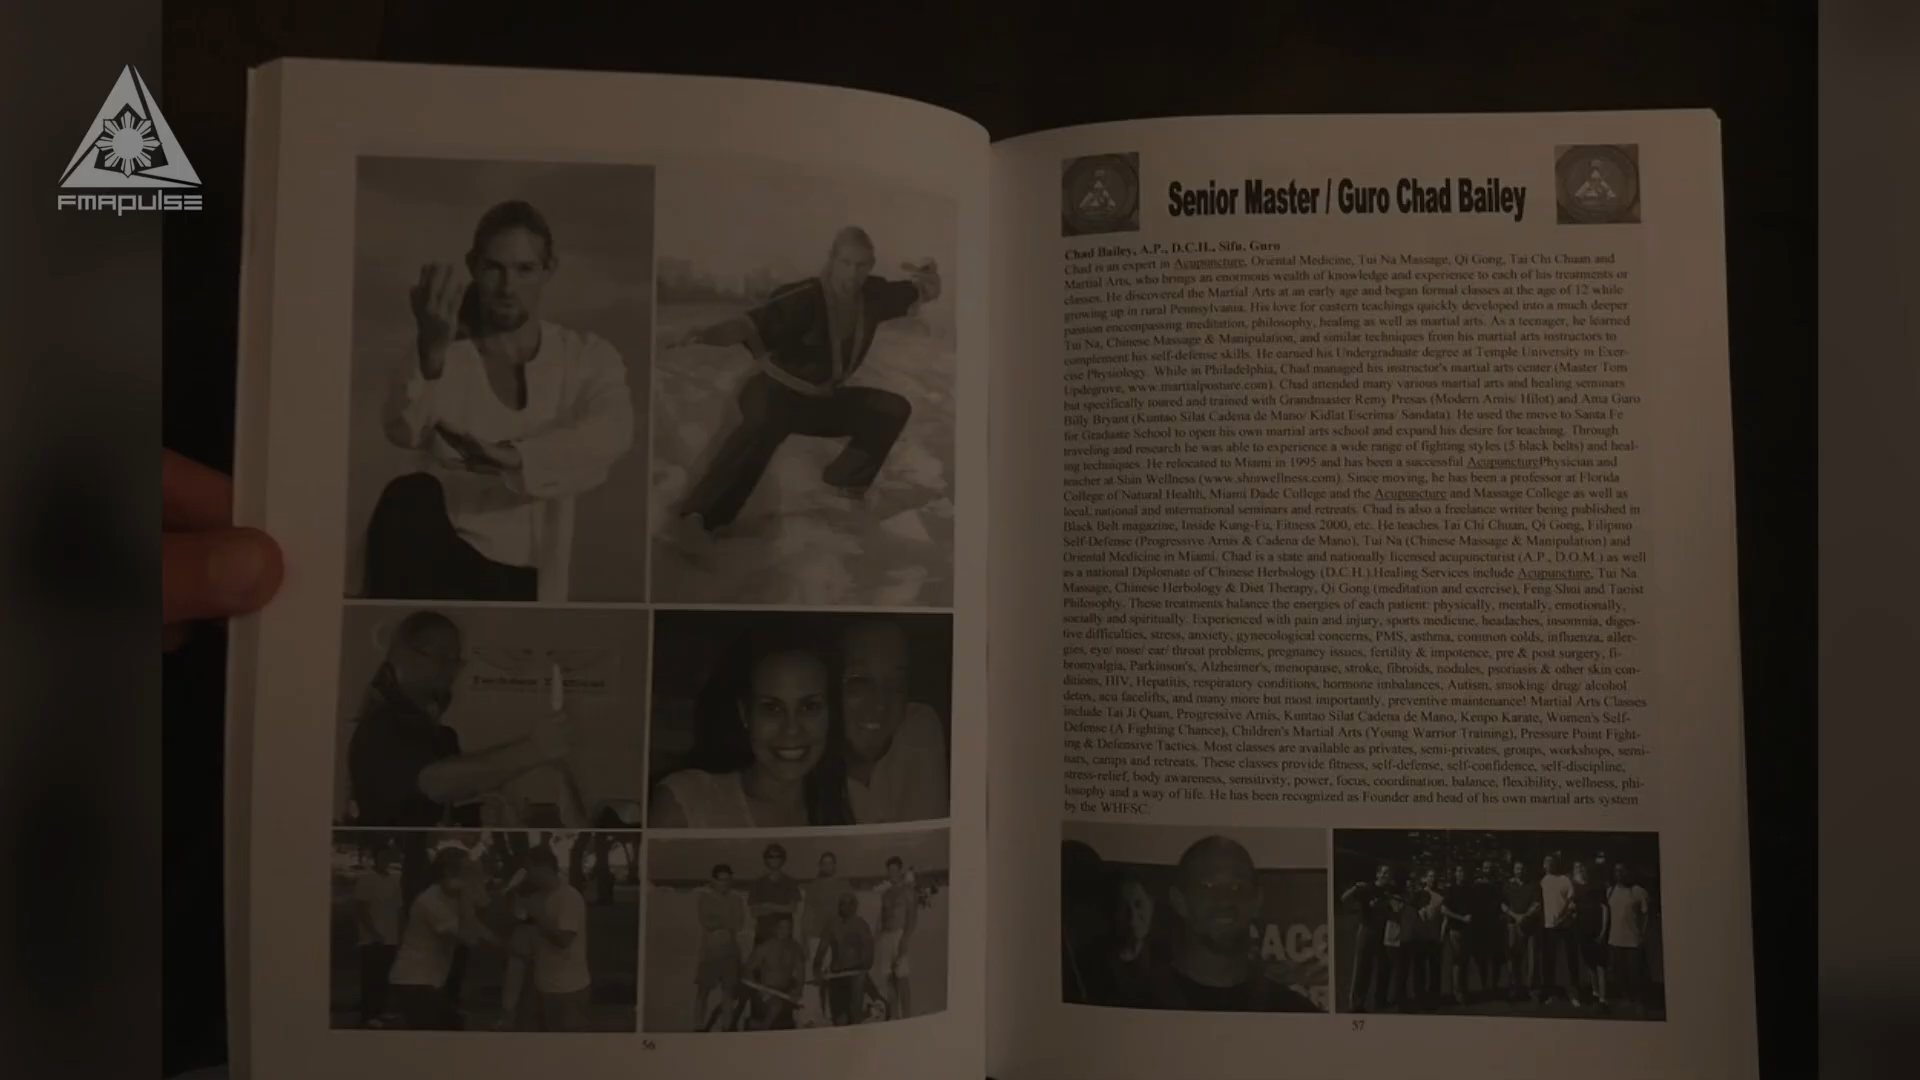 FMAPULSE
Senior Master / Guro Chad Bailey
Chad Bailey, A.P., D.C.H., Sifu, Guro
Chad is an expert in Acupuncture, Oriental Medicine, Tui Na Massage, Qi Gong, Tai Chi Chuan and
Martial Arts, who brings an enormous wealth of knowledge and experience to each of his treatments or
classes. He discovered the Martial Arts at an early age and began formal classes at the age of 12 while
growing up in rural Pennsylvania. His love for eastern teachings quickly developed into a much deeper
passion encompassing meditation, philosophy, healing as well as martial arts. As a teenager, he learned
Tui Na, Chinese Massage & Manipulation, and similar techniques from his martial arts instructors to
complement his self-defense skills. He earned his Undergraduate degree at Temple University in Exer-
cise Physiology. While in Philadelphia, Chad managed his instructor's martial arts center (Master Tom
Updegrove, www.martialposture.com). Chad attended many various martial arts and healing seminars
but specifically toured and trained with Grandmaster Remy Presas (Modern Arnis/ Hilot) and Ama Guro
Billy Bryant (Kuntao Silat Cadena de Mano/ Kidlat Escrima/ Sandata). He used the move to Santa Fe
for Graduate School to open his own martial arts school and expand his desire for teaching. Through
traveling and research he was able to experience a wide range of fighting styles (5 black belts) and heal-
ing techniques. He relocated to Miami in 1995 and has been a successful AcupuncturePhysician and
teacher at Shin Wellness (www.shinwellness.com). Since moving, he has been a professor at Florida
College of Natural Health, Miami Dade College and the Acupuncture and Massage College as well as
local, national and international seminars and retreats. Chad is also a freelance writer being published in
Black Belt magazine, Inside Kung-Fu, Fitness 2000, etc. He teaches Tai Chi Chuan, Qi Gong, Filipino
Self-Defense (Progressive Arnis & Cadena de Mano), Tui Na (Chinese Massage & Manipulation) and
Oriental Medicine in Miami. Chad is a state and nationally licensed acupuncturist (A.P., D.O.M.) as well
as a national Diplomate of Chinese Herbology (D.C.H.).Healing Services include Acupuncture, Tui Na
Massage, Chinese Herbology & Diet Therapy, Qi Gong (meditation and exercise), Feng Shui and Taoist
Philosophy. These treatments balance the energies of each patient: physically, mentally, emotionally,
socially and spiritually. Experienced with pain and injury, sports medicine, headaches, insomnia, diges-
tive difficulties, stress, anxiety, gynecological concerns, PMS, asthma, common colds, influenza, aller-
gies, eye/ nose/ ear/ throat problems, pregnancy issues, fertility & impotence, pre & post surgery, fi-
bromyalgia, Parkinson's, Alzheimer's, menopause, stroke, fibroids, nodules, psoriasis & other skin con-
ditions, HIV, Hepatitis, respiratory conditions, hormone imbalances, Autism, smoking/ drug/ alcohol
detox, acu facelifts, and many more but most importantly, preventive maintenance! Martial Arts Classes
include Tai Ji Quan, Progressive Arnis, Kuntao Silat Cadena de Mano, Kenpo Karate, Women's Self-
Defense (A Fighting Chance), Children's Martial Arts (Young Warrior Training), Pressure Point Fight-
ing & Defensive Tactics. Most classes are available as privates, semi-privates, groups, workshops, semi-
nars, camps and retreats. These classes provide fitness, self-defense, self-confidence, self-discipline,
stress-relief, body awareness, sensitivity, power, focus, coordination, balance, flexibility, wellness, phi-
losophy and a way of life. He has been recognized as Founder and head of his own martial arts system
by the WHFSC.
56
57